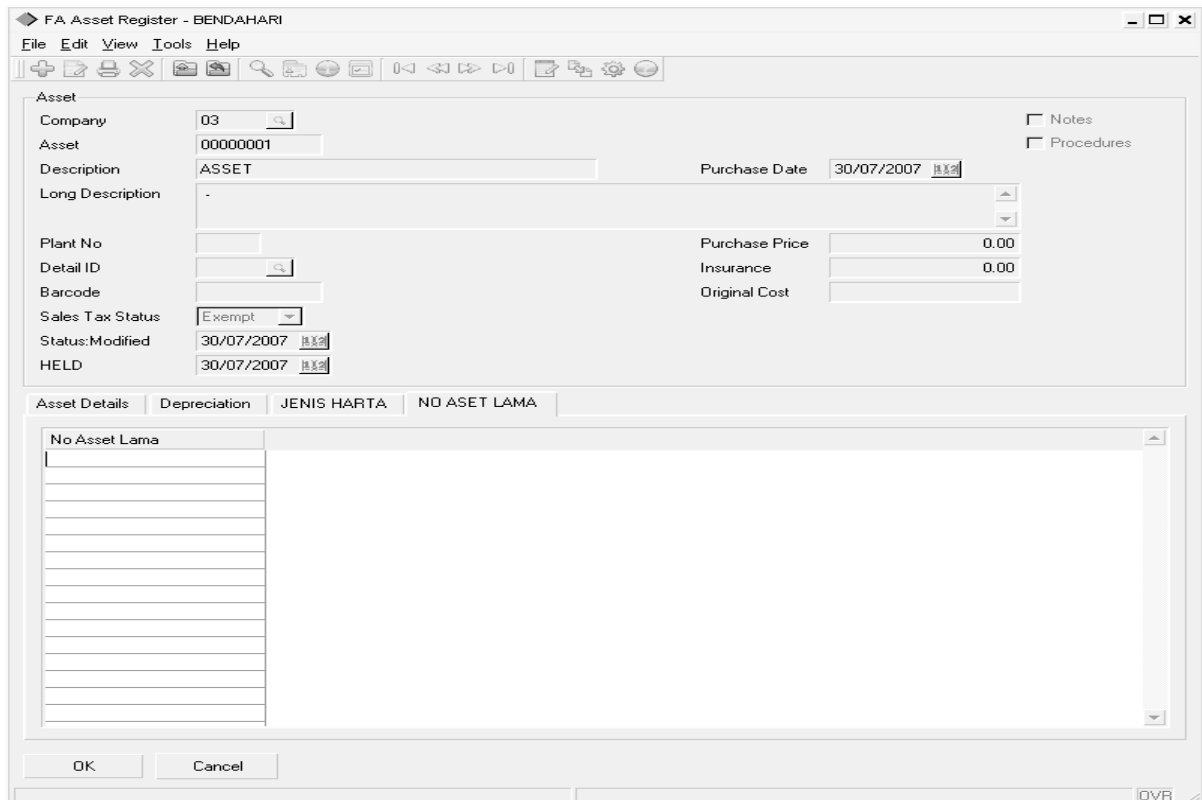 FA Asset Register - BENDAHARI
File Edit View Tools Help
Asset
Company 03 Notes
Asset 00000001 Procedures
Description ASSET Purchase Date 30/07/2007
Long Description -
Plant No Purchase Price 0.00
Detail ID Insurance 0.00
Barcode Original Cost
Sales Tax Status Exempt
Status:Modified 30/07/2007
HELD 30/07/2007
Asset Details Depreciation JENIS HARTA NO ASET LAMA
No Asset Lama
OK Cancel
OVR